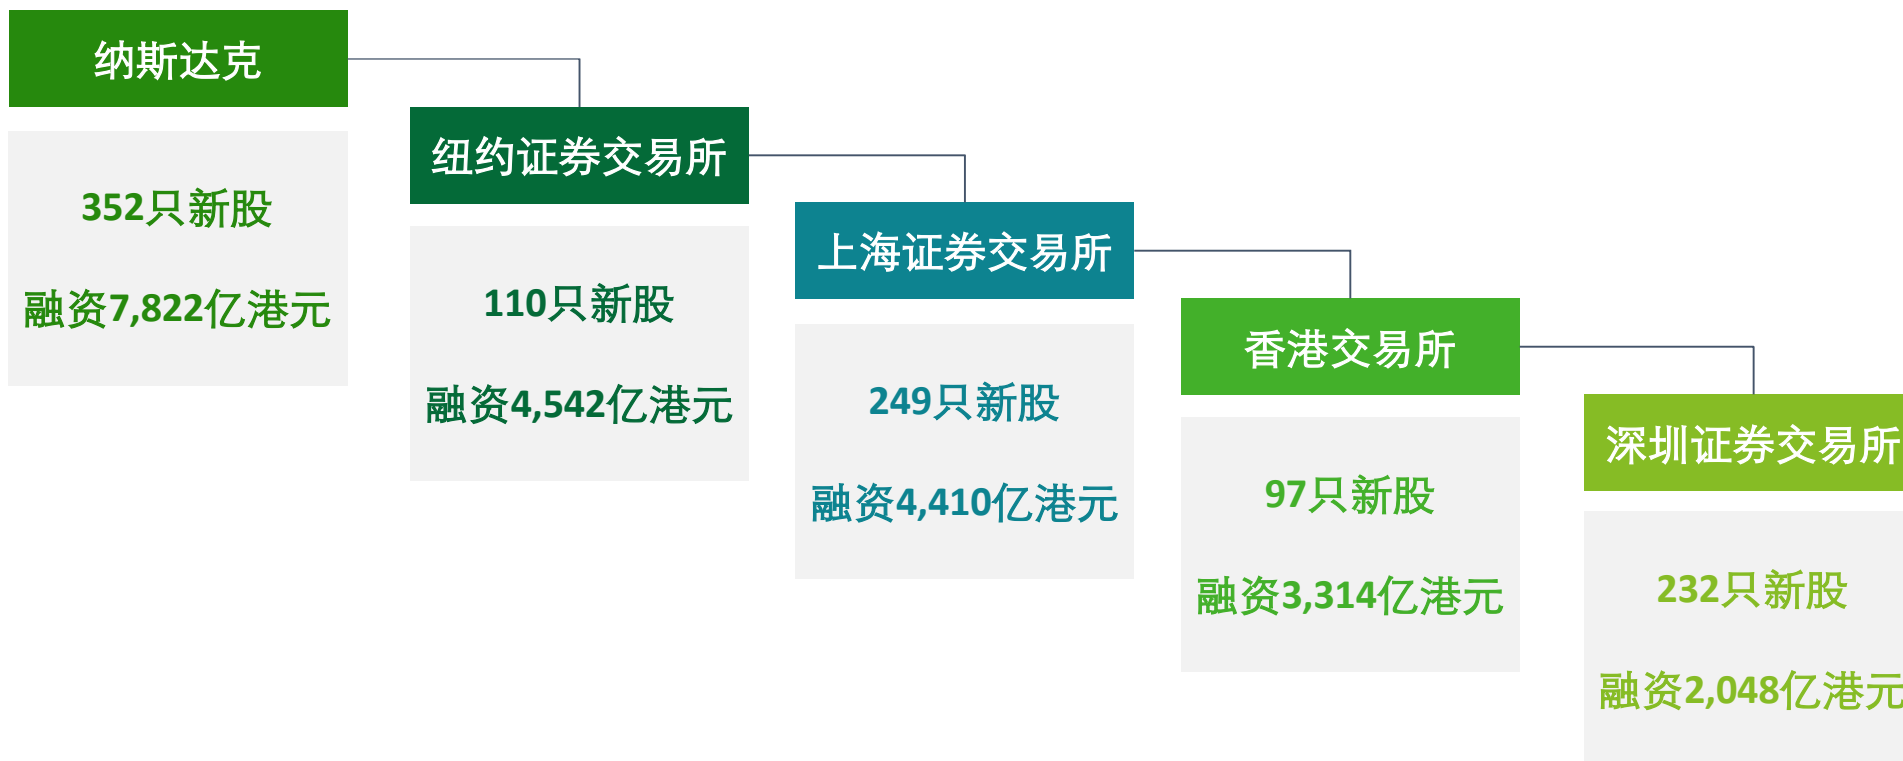 纳斯达克
352只新股
融资7,822亿港元
纽约证券交易所
110只新股
融资4,542亿港元
上海证券交易所
249只新股
融资4,410亿港元
香港交易所
97只新股
融资3,314亿港元
深圳证券交易所
232只新股
融资2,048亿港元